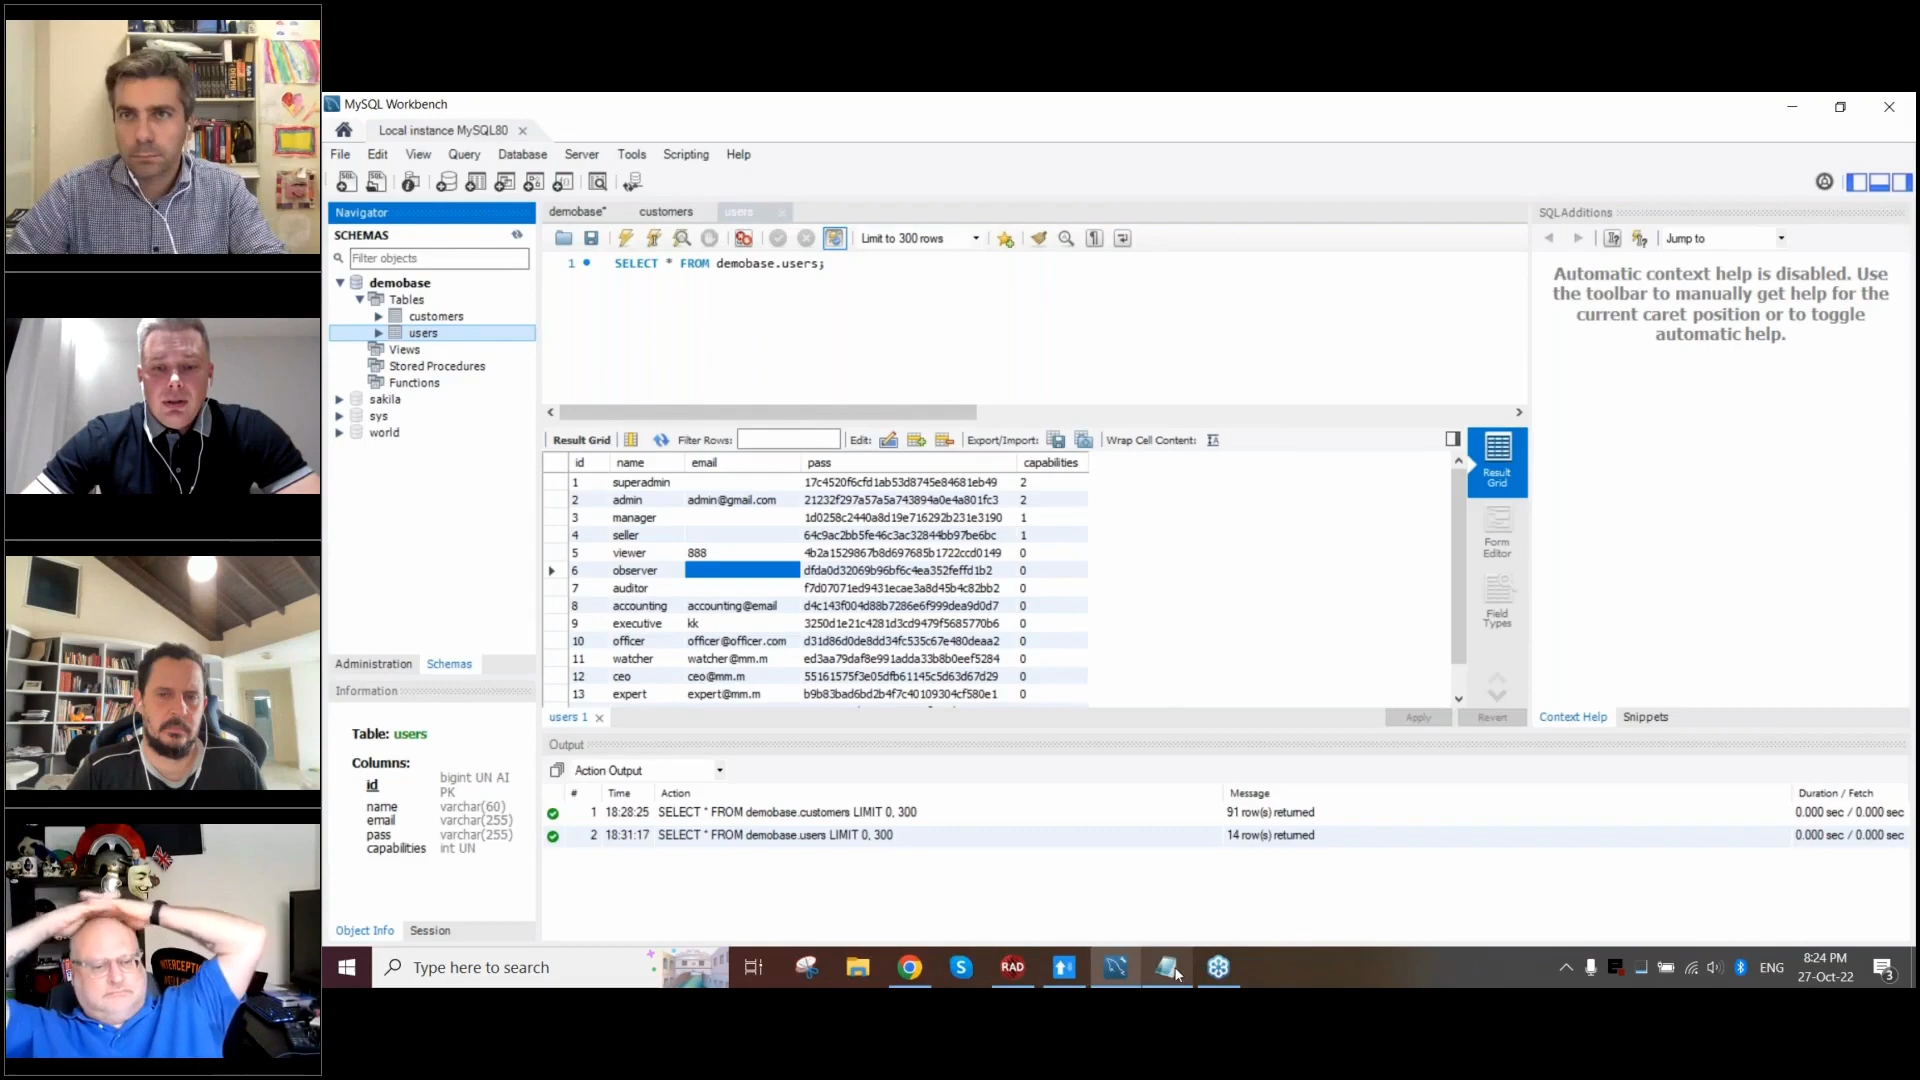 MySQL Workbench
Local instance MySQL80
File Edit View Query Database Server Tools Scripting Help
Navigator
SCHEMAS
Filter objects
demobase
Tables
customers
users
Views
Stored Procedures
Functions
sakila
sys
world
Administration Schemas
Information
Table: users
Columns:
id bigint UN AI PK
name varchar(60)
email varchar(255)
pass varchar(255)
capabilities int UN
Object Info Session
demobase* customers users
Limit to 300 rows
1 SELECT * FROM demobase.users;
Result Grid Filter Rows: Edit: Export/Import: Wrap Cell Content:
id name email pass capabilities
1 superadmin 17c4520f6cfd1ab53d8745e84681eb49 2
2 admin admin@gmail.com 21232f297a57a5a743894a0e4a801fc3 2
3 manager 1d0258c2440a8d19e716292b231e3190 1
4 seller 64c9ac2bb5fe46c3ac32844bb97be6bc 1
5 viewer 888 4b2a1529867b8d697685b1722ccd0149 0
6 observer dfda0d32069b96bf6c4ea352feffd1b2 0
7 auditor f7d07071ed9431ecae3a8d45b4c82bb2 0
8 accounting accounting@email d4c143f004d88b7286e6f999dea9d0d7 0
9 executive kk 3250d1e21c4281d3cd9479f5685770b6 0
10 officer officer@officer.com d31d86d0de8dd34fc535c67e480deaa2 0
11 watcher watcher@mm.m ed3aa79daf8e991adda33b8b0eef5284 0
12 ceo ceo@mm.m 55161575f3e05dfb61145c5d63d67d29 0
13 expert expert@mm.m b9b83bad6bd2b4f7c40109304cf580e1 0
Result Grid
Form Editor
Field Types
users 1
Apply Revert
SQLAdditions
Jump to
Automatic context help is disabled. Use
the toolbar to manually get help for the
current caret position or to toggle
automatic help.
Context Help Snippets
Output
Action Output
# Time Action Message Duration / Fetch
1 18:28:25 SELECT * FROM demobase.customers LIMIT 0, 300 91 row(s) returned 0.000 sec / 0.000 sec
2 18:31:17 SELECT * FROM demobase.users LIMIT 0, 300 14 row(s) returned 0.000 sec / 0.000 sec
Type here to search
RAD
ENG
8:24 PM
27-Oct-22
3
DELPHI